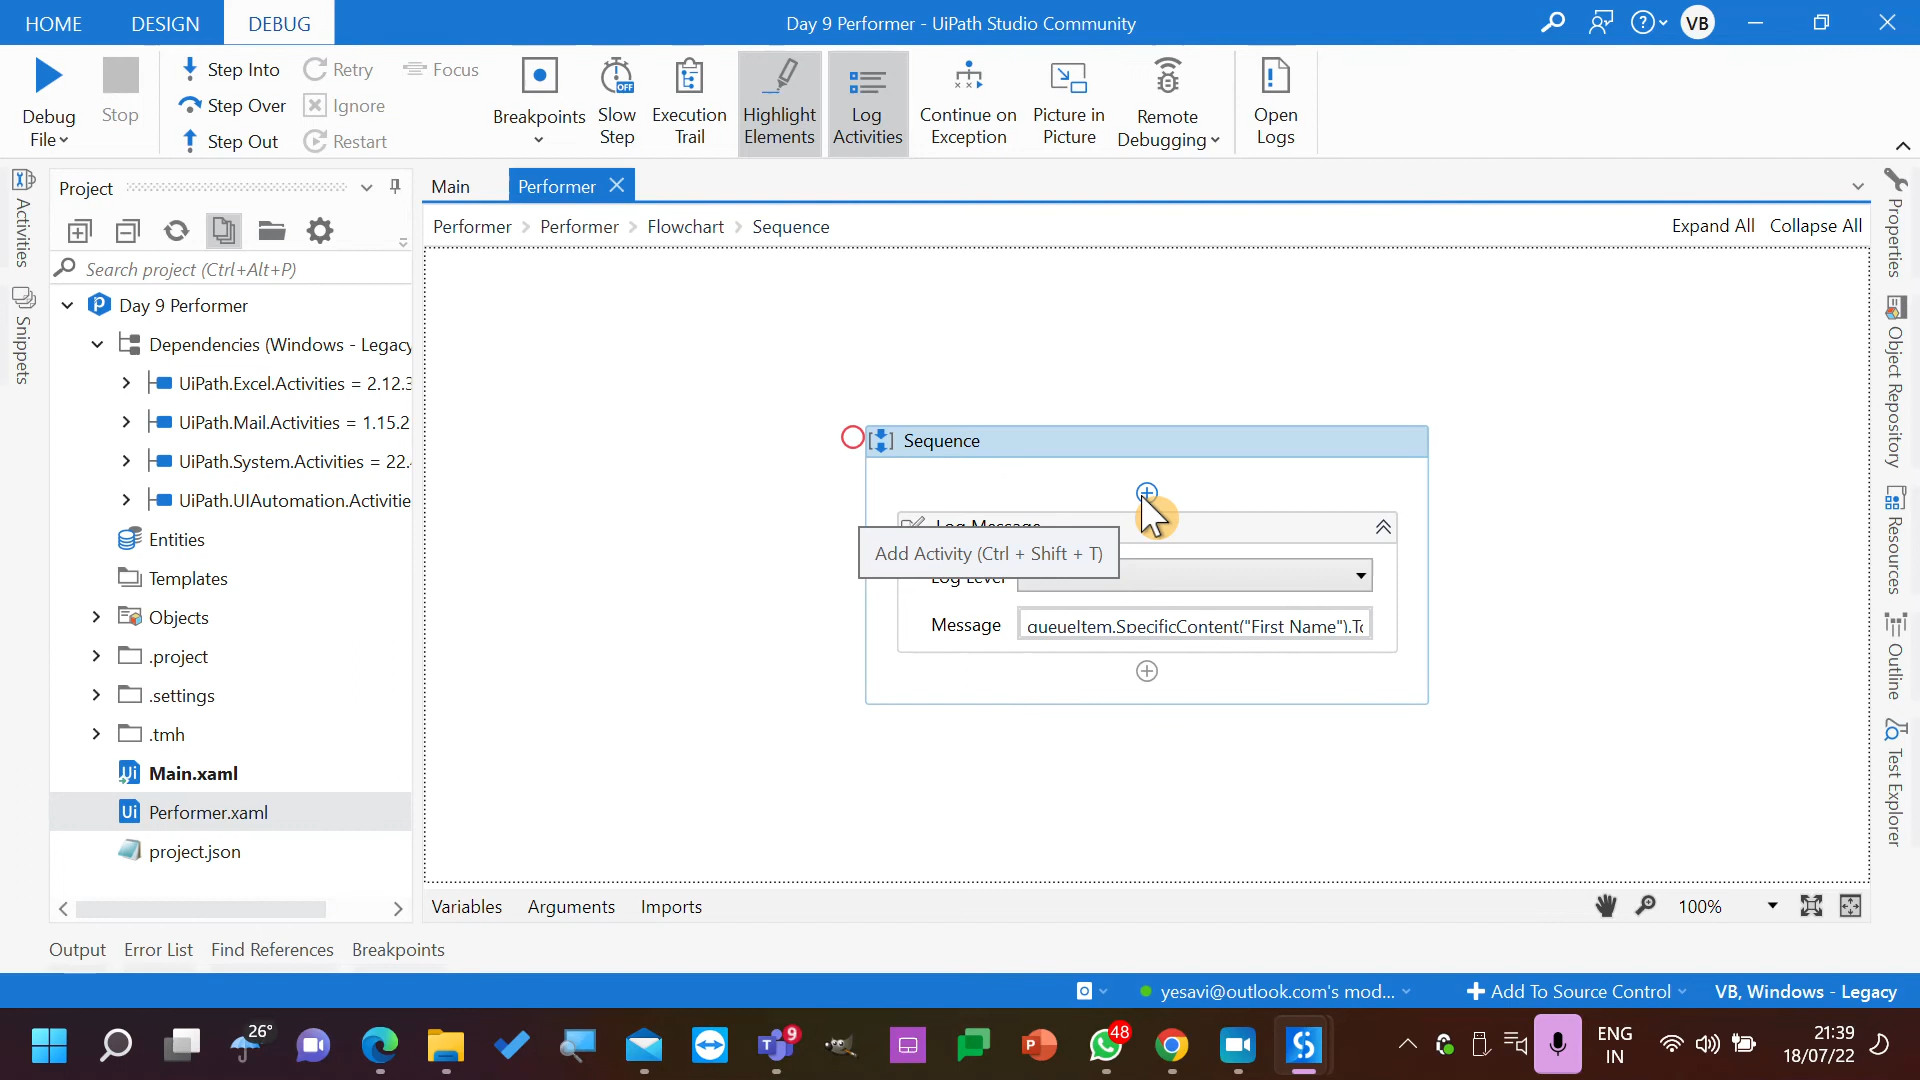 HOME DESIGN DEBUG Day 9 Performer - UiPath Studio Community VB
Debug File Stop Step Into Step Over Step Out Retry Ignore Restart Focus Breakpoints Slow Step Execution Trail Highlight Elements Log Activities Continue on Exception Picture in Picture Remote Debugging Open Logs
OFF
Activities
Snippets
Project
Search project (Ctrl+Alt+P)
Day 9 Performer
Dependencies (Windows - Legacy
UiPath.Excel.Activities = 2.12.3
UiPath.Mail.Activities = 1.15.2
UiPath.System.Activities = 22.
UiPath.UIAutomation.Activitie
Entities
Templates
Objects
.project
.settings
.tmh
Main.xaml
Performer.xaml
project.json
Main Performer
Performer Performer Flowchart Sequence Expand All Collapse All
Sequence
Log Message
Add Activity (Ctrl + Shift + T)
Log Level
Message queueItem.SpecificContent("First Name").To
Variables Arguments Imports 100%
Properties
Object Repository
Resources
Outline
Test Explorer
Output Error List Find References Breakpoints
yesavi@outlook.com's mod... Add To Source Control VB, Windows - Legacy
26° 9 48 ENG IN 21:39 18/07/22